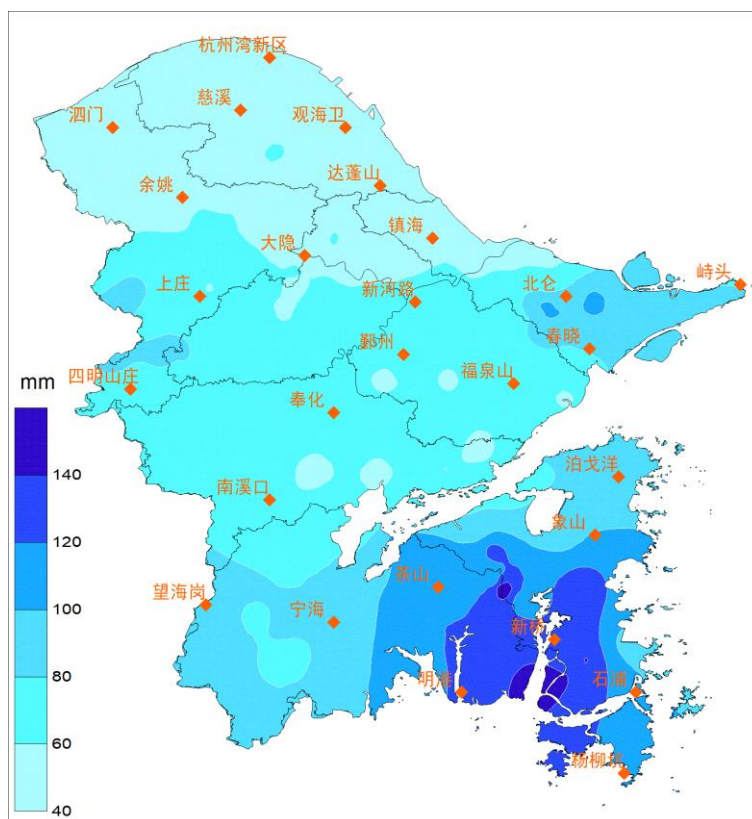 杭州湾新区
慈溪
泗门
观海卫
达蓬山
余姚
镇海
大隐
峙头
上庄
新河路
北仑
鄞州
春晓
四明山庄
福泉山
mm
奉化
泊戈洋
140
南溪口
象山
120
茶山
望海岗
100
宁海
新桥
80
明港
石浦
60
杨柳坑
40